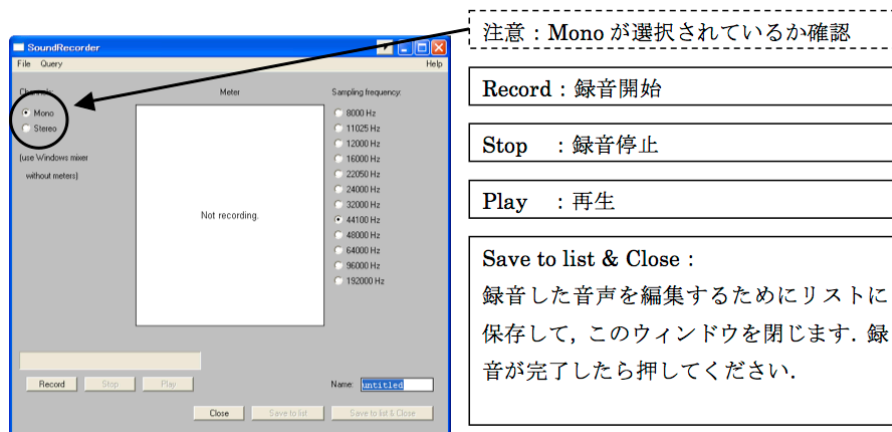 SoundRecorder
File Query Help
Channels:
Mono
Stereo
(use Windows mixer
without meters)
Meter
Not recording.
Sampling frequency:
8000 Hz
11025 Hz
12000 Hz
16000 Hz
22050 Hz
24000 Hz
32000 Hz
44100 Hz
48000 Hz
64000 Hz
96000 Hz
192000 Hz
Record Stop Play
Name: untitled
Close Save to list Save to list & Close
注意：Mono が選択されているか確認
Record：録音開始
Stop ：録音停止
Play ：再生
Save to list & Close：
録音した音声を編集するためにリストに
保存して，このウィンドウを閉じます．録
音が完了したら押してください．